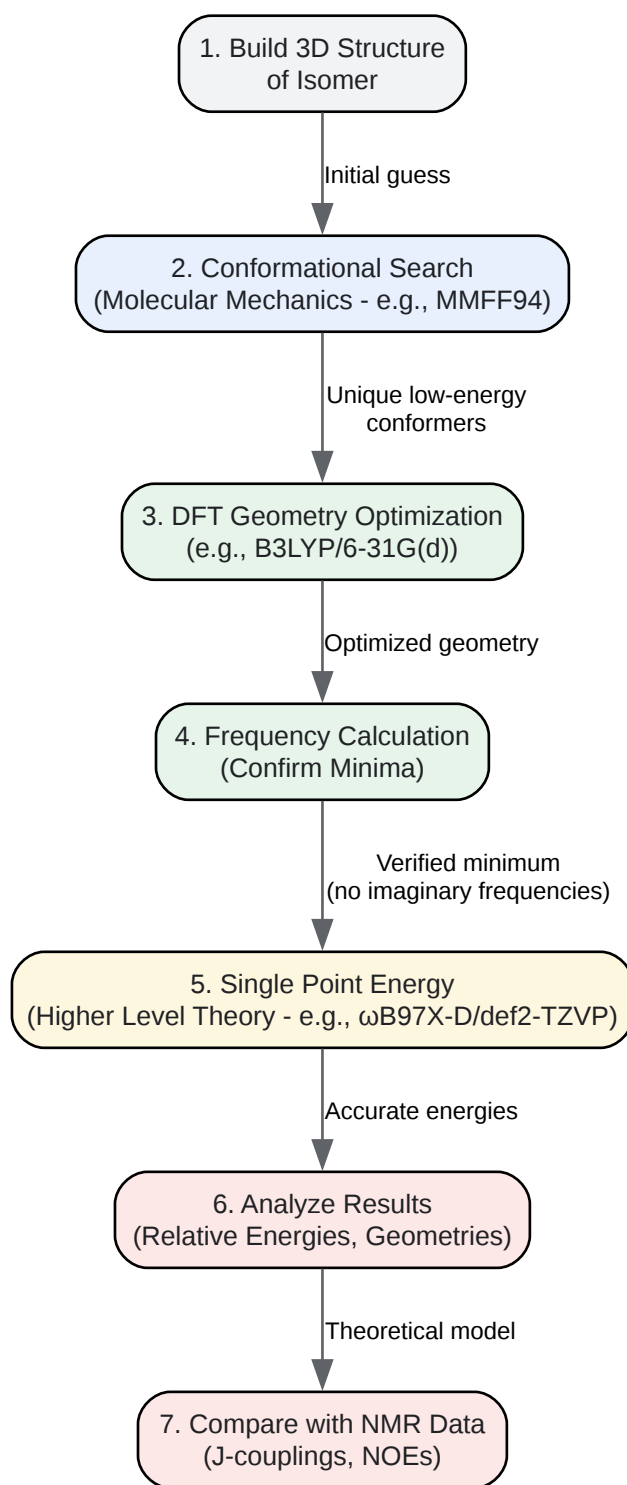 1. Build 3D Structure
of Isomer
Initial guess
2. Conformational Search
(Molecular Mechanics - e.g., MMFF94)
Unique low-energy
conformers
3. DFT Geometry Optimization
(e.g., B3LYP/6-31G(d))
Optimized geometry
4. Frequency Calculation
(Confirm Minima)
Verified minimum
(no imaginary frequencies)
5. Single Point Energy
(Higher Level Theory - e.g., ωB97X-D/def2-TZVP)
Accurate energies
6. Analyze Results
(Relative Energies, Geometries)
Theoretical model
7. Compare with NMR Data
(J-couplings, NOEs)